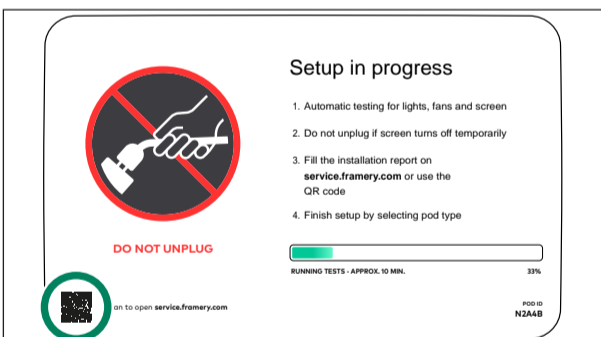 Setup in progress
1. Automatic testing for lights, fans and screen
2. Do not unplug if screen turns off temporarily
3. Fill the installation report on
service.framery.com or use the
QR code
4. Finish setup by selecting pod type
DO NOT UNPLUG
RUNNING TESTS - APPROX. 10 MIN. 33%
an to open service.framery.com
POD ID
N2A4B